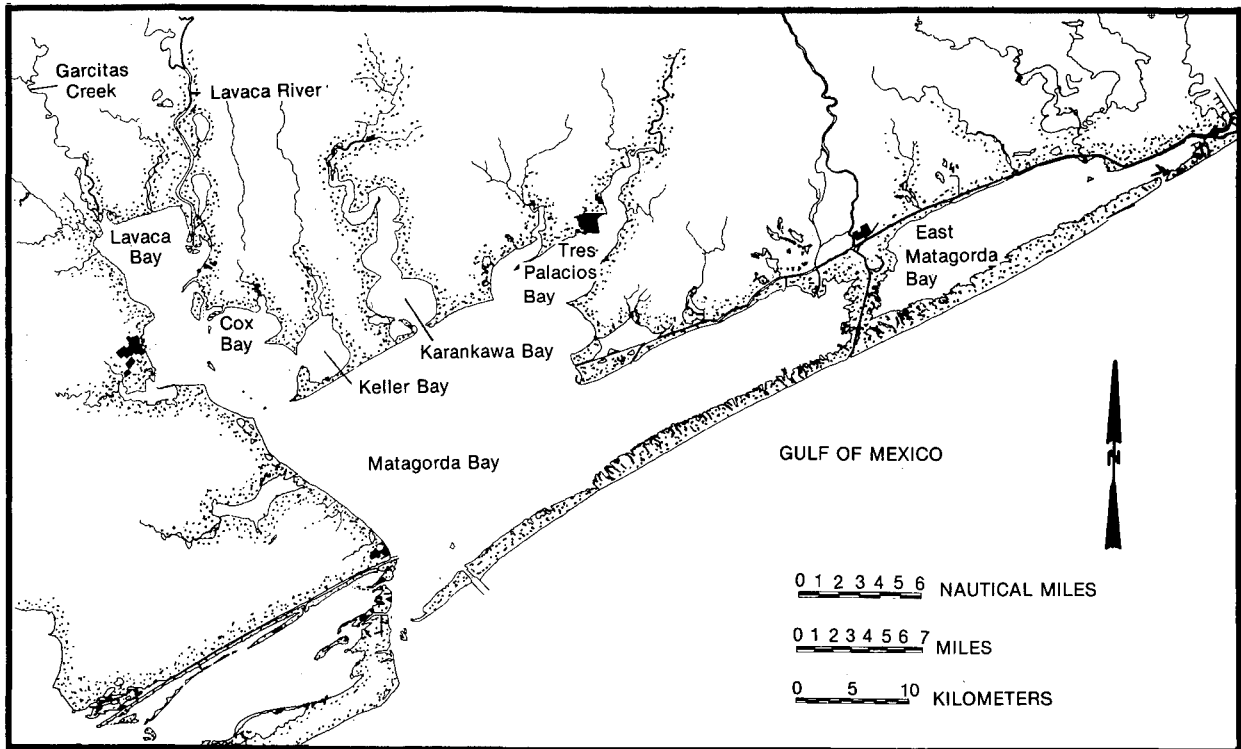 Garcitas
Creek
Lavaca River
Lavaca
Bay
Tres
Palacios
Bay
East
Matagorda
Bay
Cox
Bay
Karankawa Bay
Keller Bay
Matagorda Bay
GULF OF MEXICO
N
0 1 2 3 4 5 6 NAUTICAL MILES
0 1 2 3 4 5 6 7 MILES
0 5 10 KILOMETERS